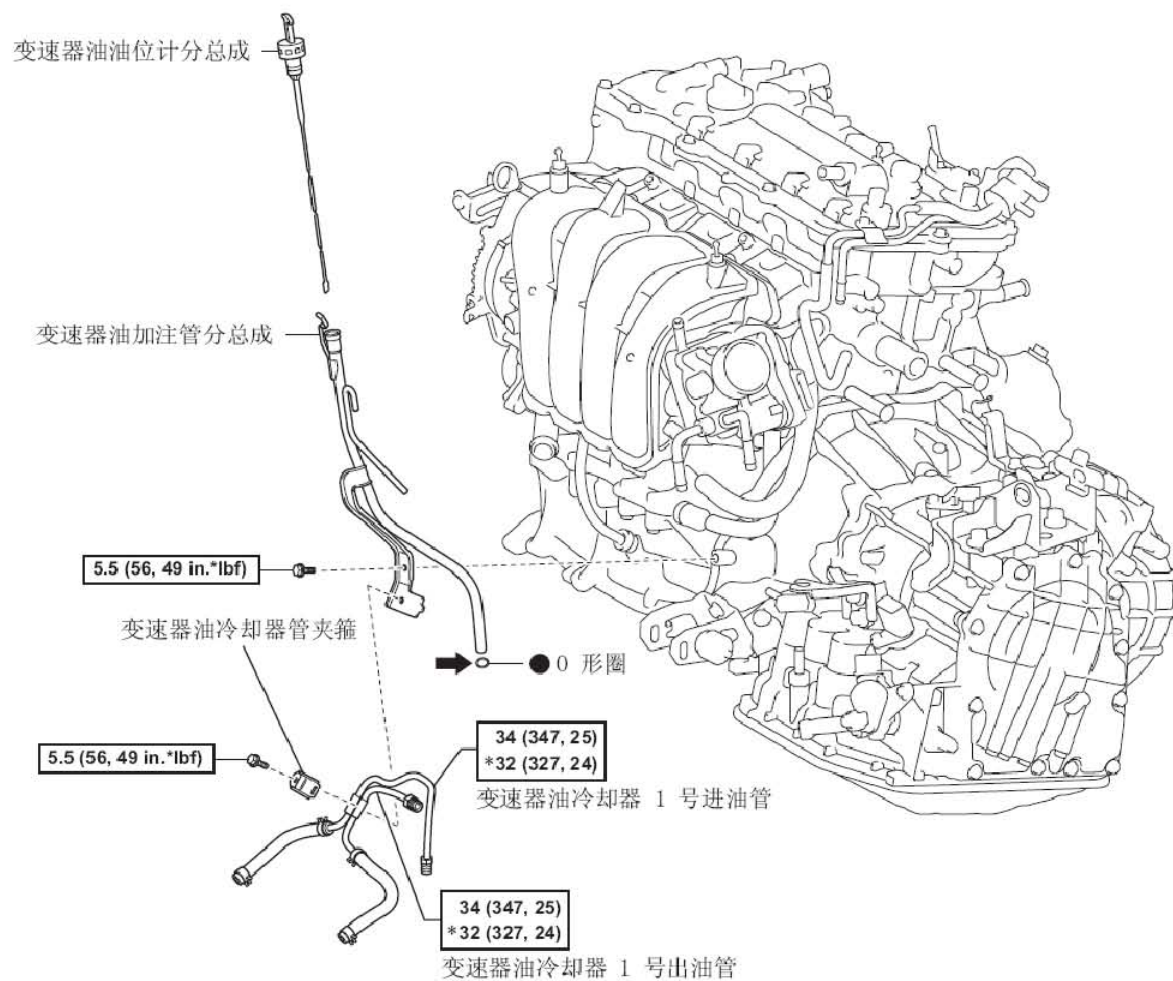 变速器油油位计分总成
变速器油加注管分总成
5.5 (56, 49 in.*lbf)
变速器油冷却器管夹箍
O 形圈
5.5 (56, 49 in.*lbf)
34 (347, 25)
*32 (327, 24)
变速器油冷却器 1 号进油管
34 (347, 25)
*32 (327, 24)
变速器油冷却器 1 号出油管